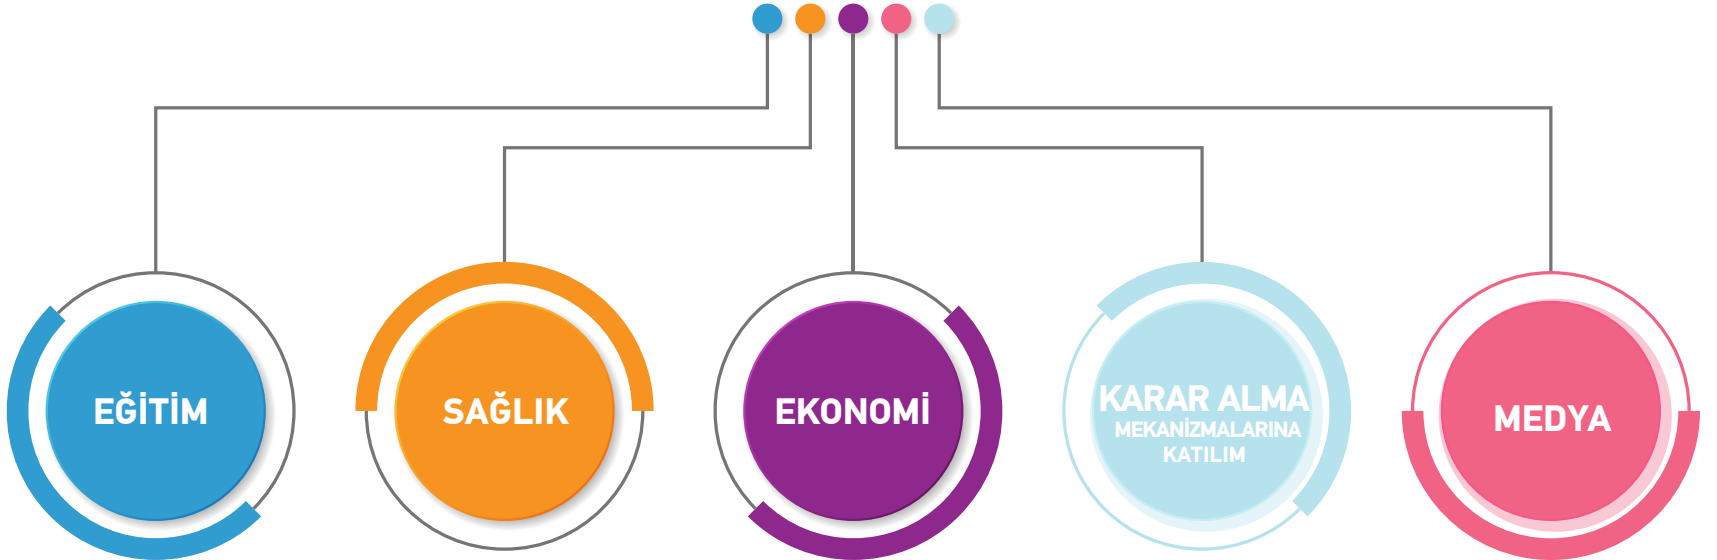 EĞİTİM
SAĞLIK
EKONOMİ
KARAR ALMA
MEKANİZMALARINA
KATILIM
MEDYA